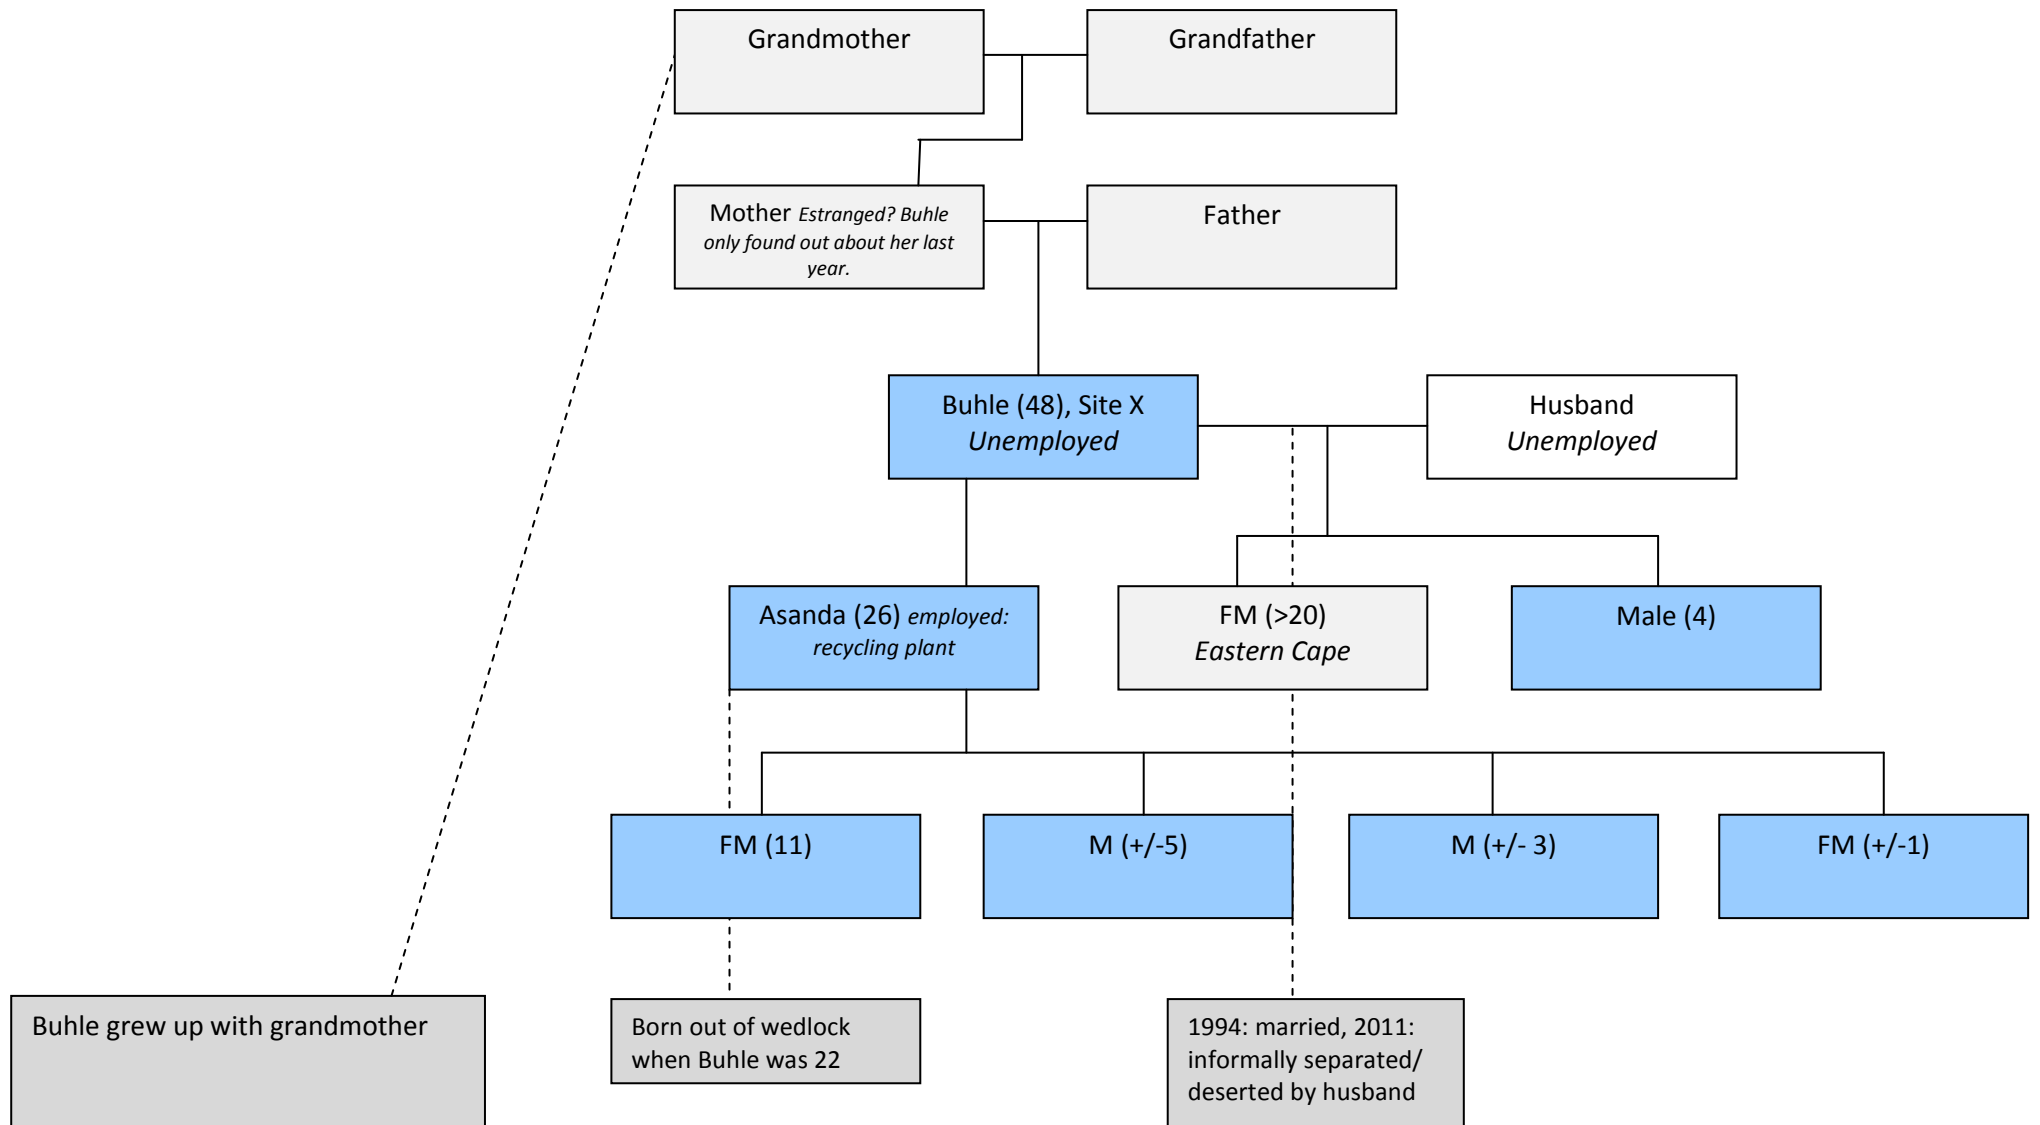 Grandmother
Grandfather
Mother Estranged? Buhle
only found out about her last
year.
Father
Buhle (48), Site X
Unemployed
Husband
Unemployed
Asanda (26) employed:
recycling plant
FM (>20)
Eastern Cape
Male (4)
FM (11)
M (+/-5)
M (+/- 3)
FM (+/-1)
Buhle grew up with grandmother
Born out of wedlock
when Buhle was 22
1994: married, 2011:
informally separated/
deserted by husband